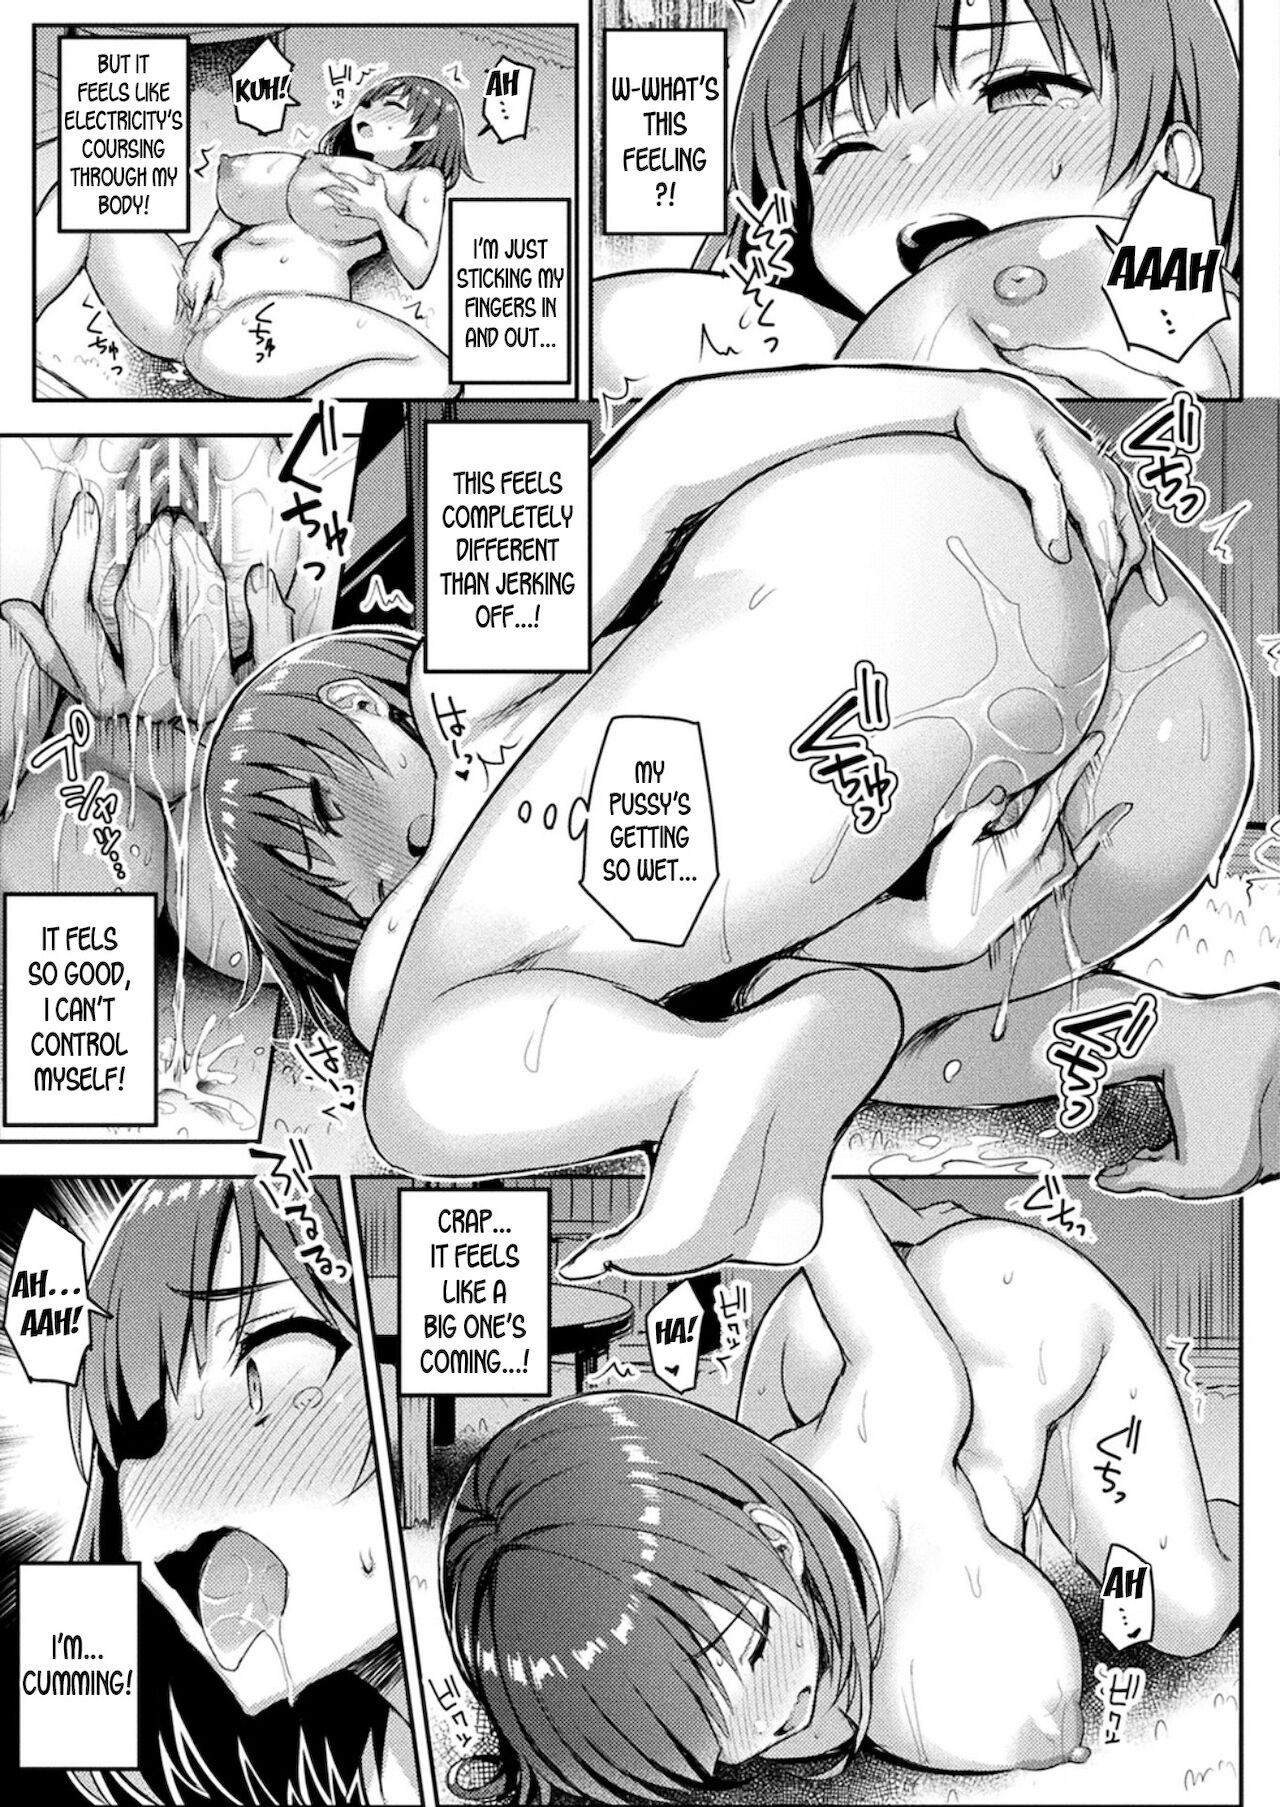 W-WHAT'S
THIS
FEELING
?!
AAAH
...
AH
...
KUH!
BUT IT
FEELS LIKE
ELECTRICITY'S
COURSING
THROUGH MY
BODY!
I'M JUST
STICKING MY
FINGERS IN
AND OUT...
THIS FEELS
COMPLETELY
DIFFERENT
THAN JERKING
OFF...!
MY
PUSSY'S
GETTING
SO WET...
IT FELS
SO GOOD,
I CAN'T
CONTROL
MYSELF!
CRAP...
IT FEELS
LIKE A
BIG ONE'S
COMING...!
HA!
AH
...
AH...
AAH!
I'M...
CUMMING!